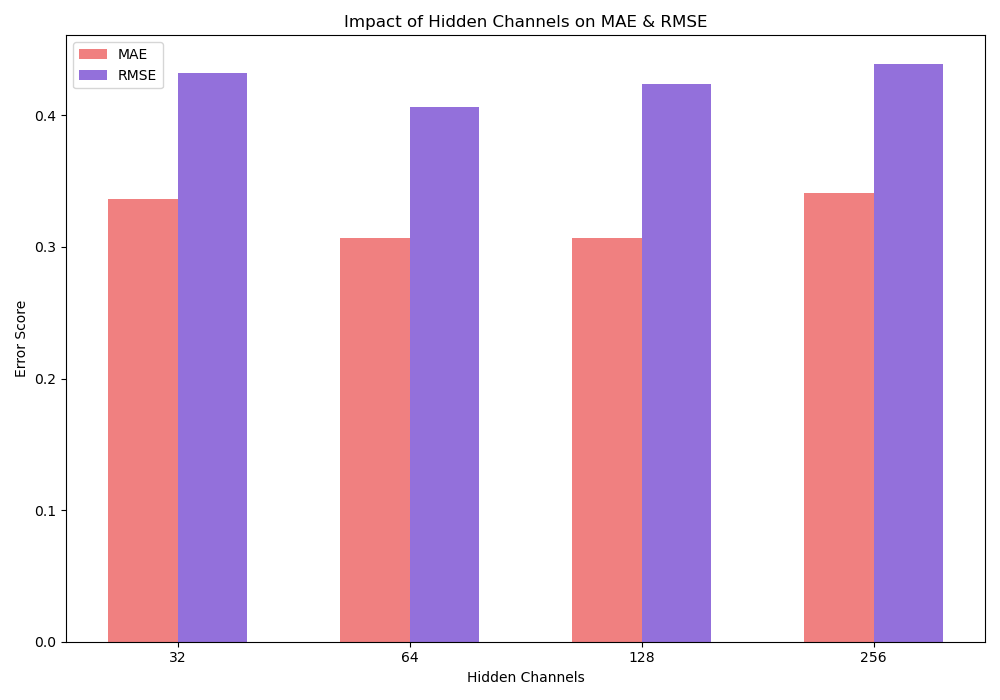 Impact of Hidden Channels on MAE & RMSE
MAE
RMSE
Error Score
0.4
0.3
0.2
0.1
0.0
32
64
128
256
Hidden Channels